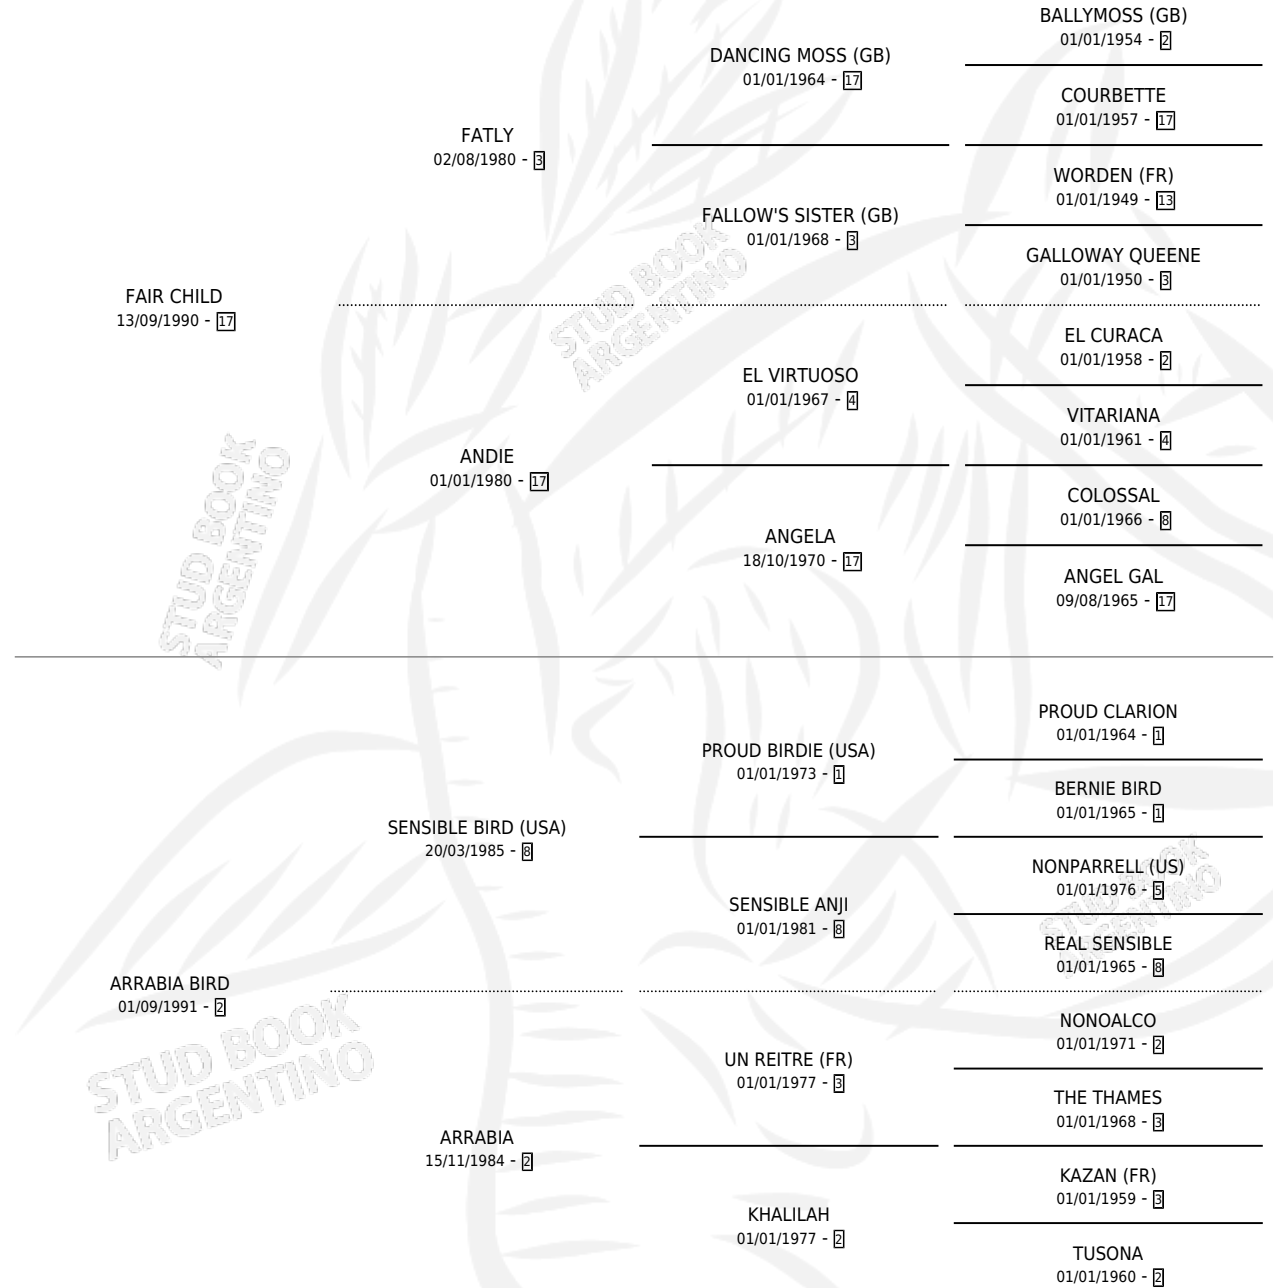 BALLYMOSS (GB)
01/01/1954 - 2
DANCING MOSS (GB)
01/01/1964 - 17
COURBETTE
01/01/1957 - 17
FATLY
02/08/1980 - 3
WORDEN (FR)
01/01/1949 - 13
FALLOW'S SISTER (GB)
01/01/1968 - 3
GALLOWAY QUEENE
01/01/1950 - 3
FAIR CHILD
13/09/1990 - 17
EL CURACA
01/01/1958 - 2
EL VIRTUOSO
01/01/1967 - 4
VITARIANA
01/01/1961 - 4
ANDIE
01/01/1980 - 17
COLOSSAL
01/01/1966 - 8
ANGELA
18/10/1970 - 17
ANGEL GAL
09/08/1965 - 17
STUD BOOK
ARGENTINO
STUD BOOK
ARGENTINO
PROUD CLARION
01/01/1964 - 1
PROUD BIRDIE (USA)
01/01/1973 - 1
BERNIE BIRD
01/01/1965 - 1
SENSIBLE BIRD (USA)
20/03/1985 - 8
NONPARRELL (US)
01/01/1976 - 5
SENSIBLE ANJI
01/01/1981 - 8
REAL SENSIBLE
01/01/1965 - 8
ARRABIA BIRD
01/09/1991 - 2
NONOALCO
01/01/1971 - 2
UN REITRE (FR)
01/01/1977 - 3
THE THAMES
01/01/1968 - 3
ARRABIA
15/11/1984 - 2
KAZAN (FR)
01/01/1959 - 3
KHALILAH
01/01/1977 - 2
TUSONA
01/01/1960 - 2
STUD BOOK
ARGENTINO
STUD BOOK
ARGENTINO